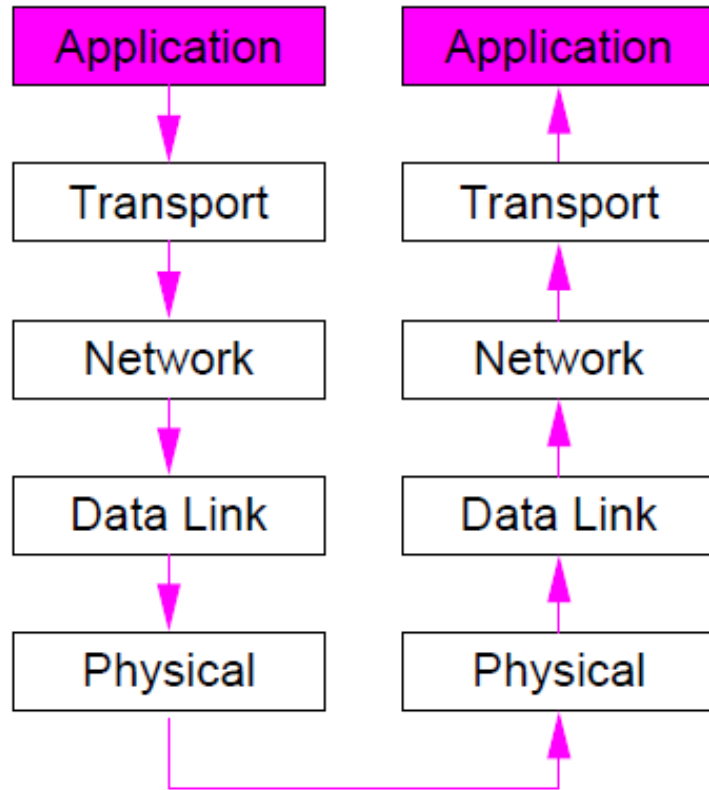 Application
Transport
Network
Data Link
Physical
Application
Transport
Network
Data Link
Physical